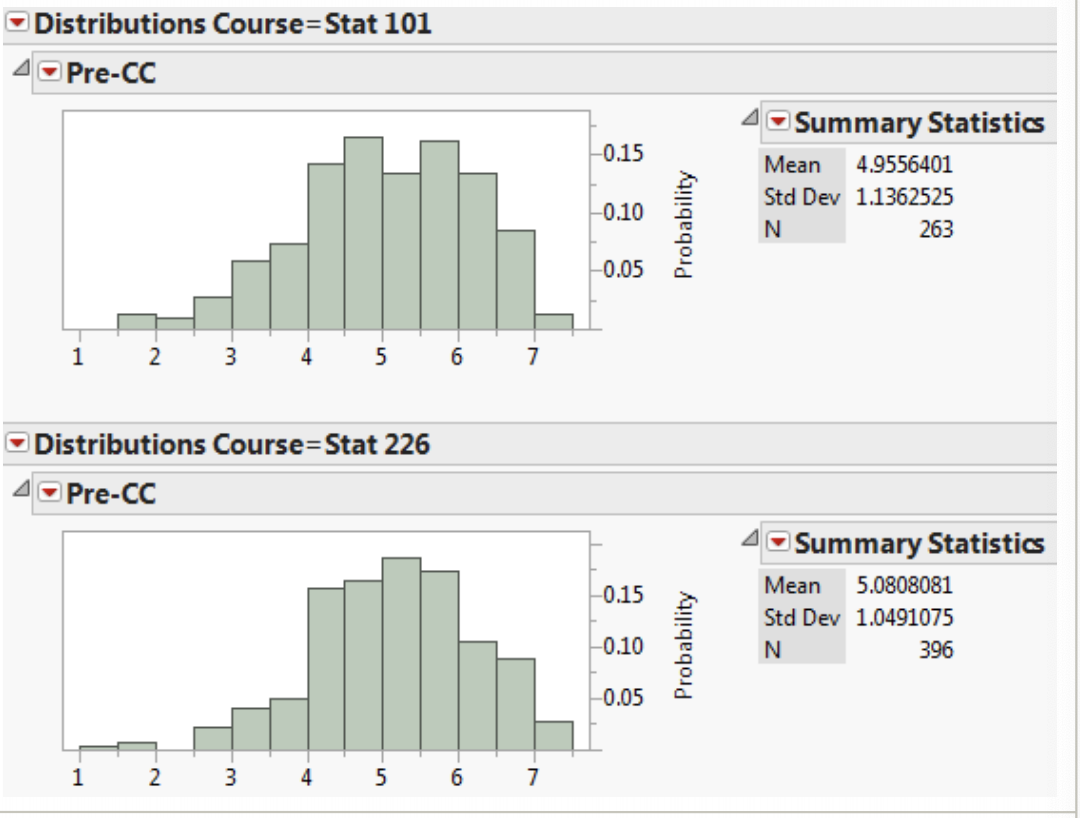 Distributions Course=Stat 101
Pre-CC
0.15
0.10
0.05
Probability
1 2 3 4 5 6 7
Summary Statistics
Mean 4.9556401
Std Dev 1.1362525
N 263
Distributions Course=Stat 226
Pre-CC
0.15
0.10
0.05
Probability
1 2 3 4 5 6 7
Summary Statistics
Mean 5.0808081
Std Dev 1.0491075
N 396